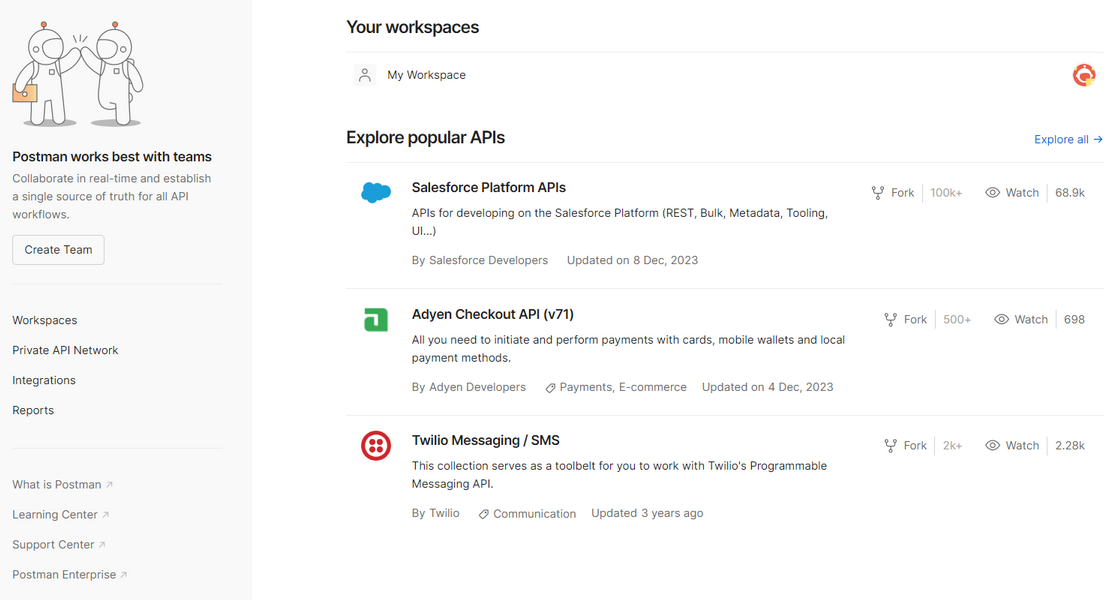 Postman works best with teams
Collaborate in real-time and establish
a single source of truth for all API
workflows.
Create Team
Workspaces
Private API Network
Integrations
Reports
What is Postman ↗
Learning Center ↗
Support Center ↗
Postman Enterprise ↗
Your workspaces
My Workspace
Explore popular APIs
Explore all →
Salesforce Platform APIs
Fork 100k+ Watch 68.9k
APIs for developing on the Salesforce Platform (REST, Bulk, Metadata, Tooling,
UI...)
By Salesforce Developers Updated on 8 Dec, 2023
Adyen Checkout API (v71)
Fork 500+ Watch 698
All you need to initiate and perform payments with cards, mobile wallets and local
payment methods.
By Adyen Developers Payments, E-commerce Updated on 4 Dec, 2023
Twilio Messaging / SMS
Fork 2k+ Watch 2.28k
This collection serves as a toolbelt for you to work with Twilio's Programmable
Messaging API.
By Twilio Communication Updated 3 years ago